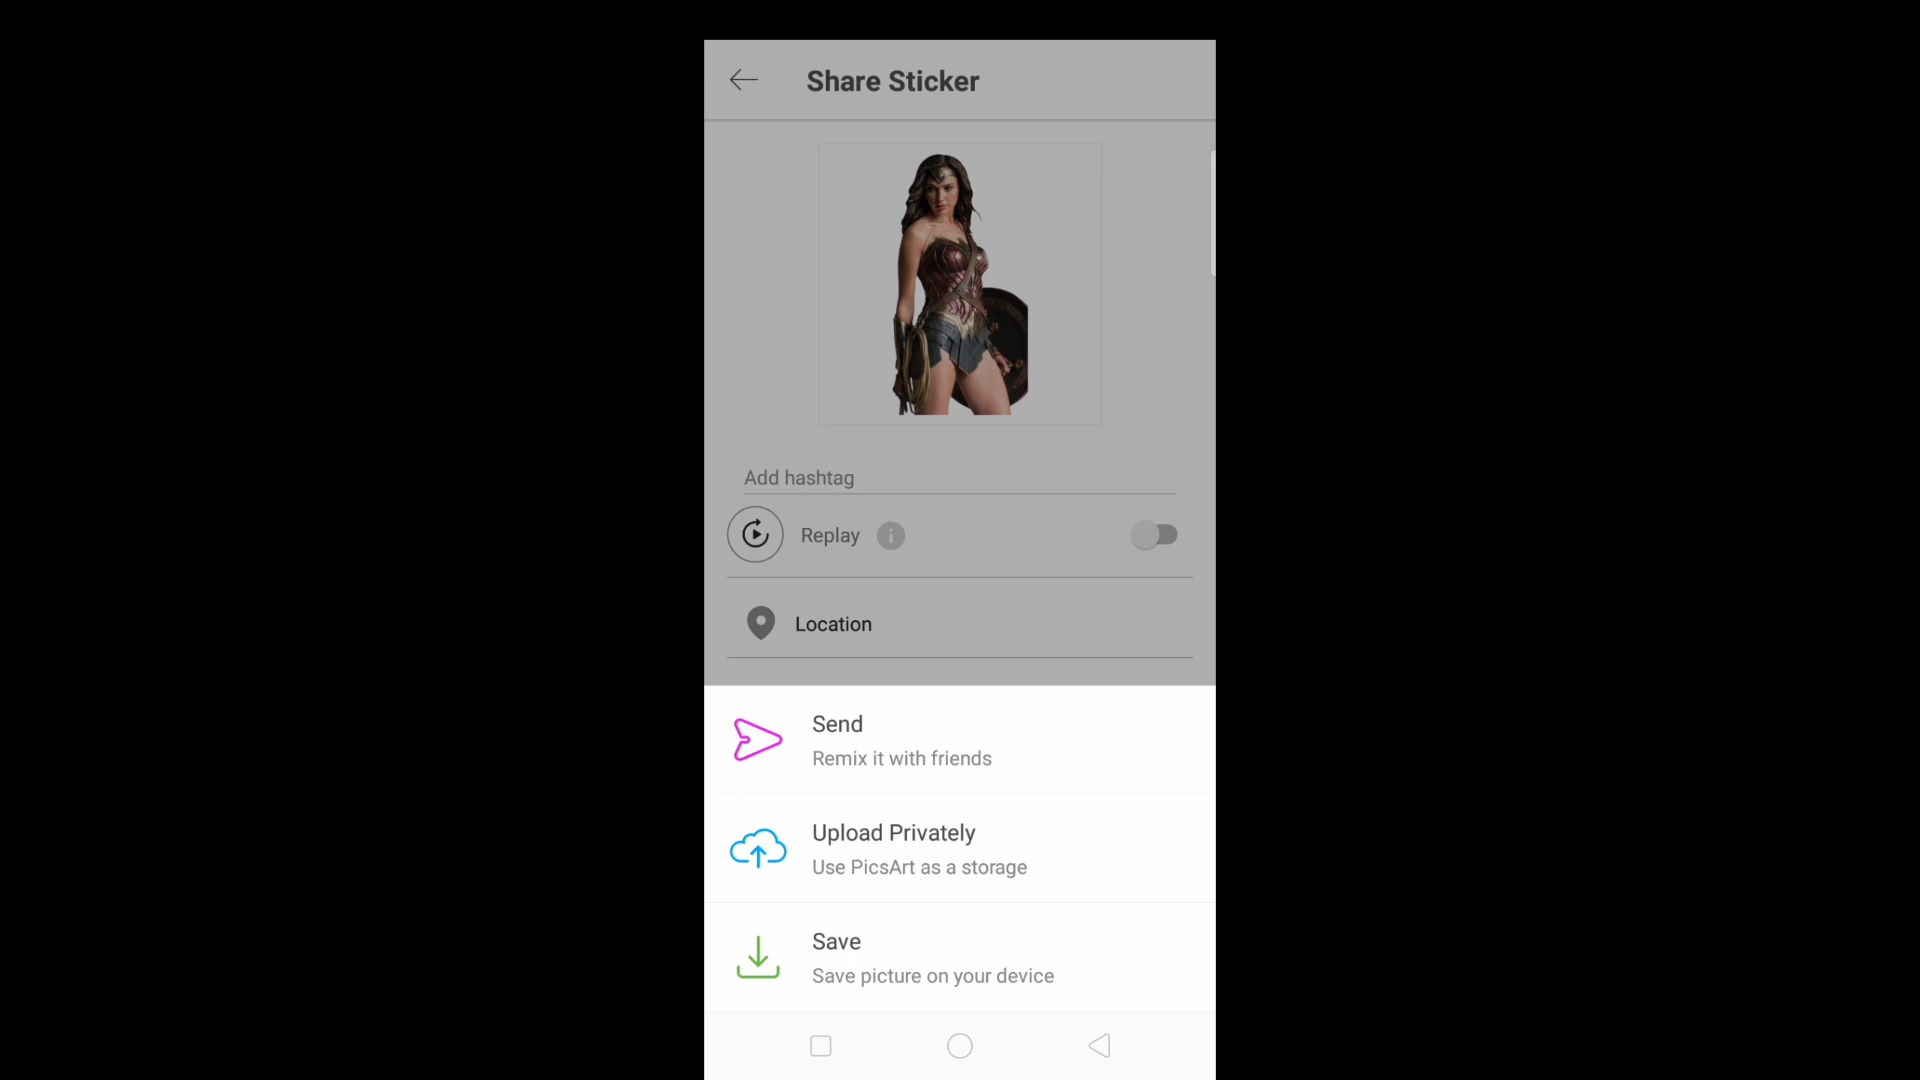 Share Sticker
Add hashtag
Replay
Location
Send
Remix it with friends
Upload Privately
Use PicsArt as a storage
Save
Save picture on your device